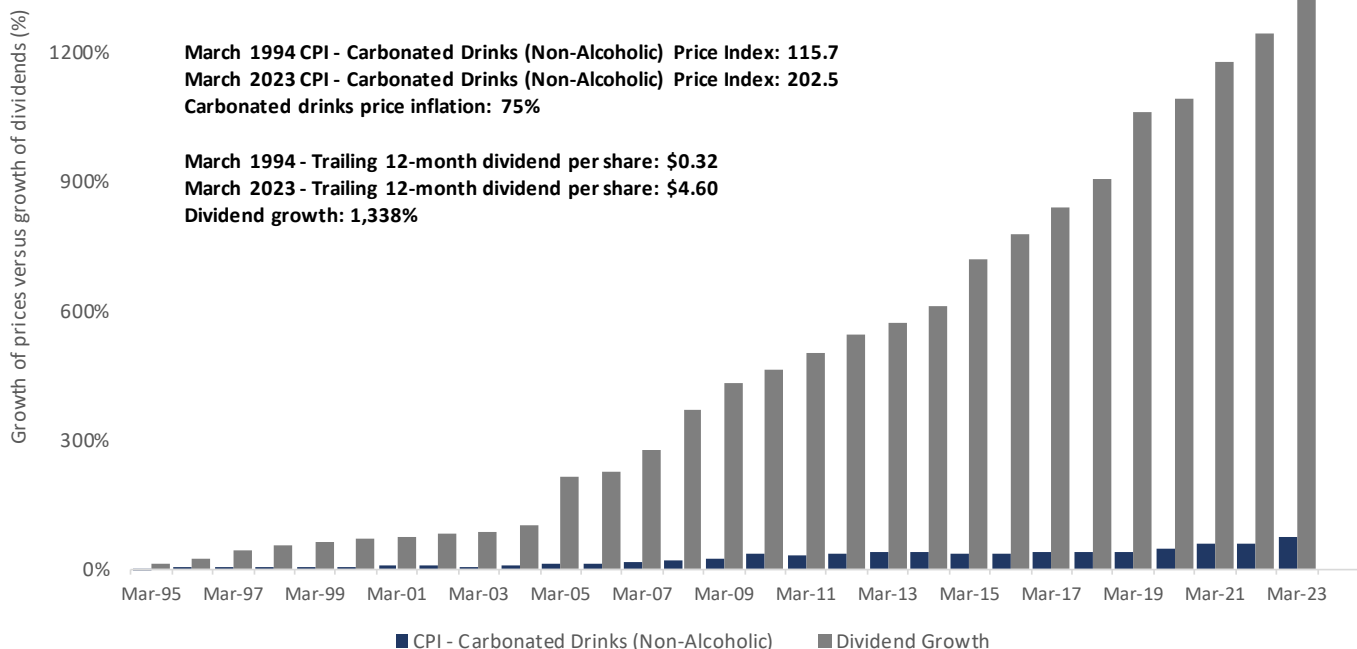 Growth of prices versus growth of dividends (%)
1200%
900%
600%
300%
0%
March 1994 CPI - Carbonated Drinks (Non-Alcoholic) Price Index: 115.7
March 2023 CPI - Carbonated Drinks (Non-Alcoholic) Price Index: 202.5
Carbonated drinks price inflation: 75%
March 1994 - Trailing 12-month dividend per share: $0.32
March 2023 - Trailing 12-month dividend per share: $4.60
Dividend growth: 1,338%
Mar-95 Mar-97 Mar-99 Mar-01 Mar-03 Mar-05 Mar-07 Mar-09 Mar-11 Mar-13 Mar-15 Mar-17 Mar-19 Mar-21 Mar-23
CPI - Carbonated Drinks (Non-Alcoholic) Dividend Growth